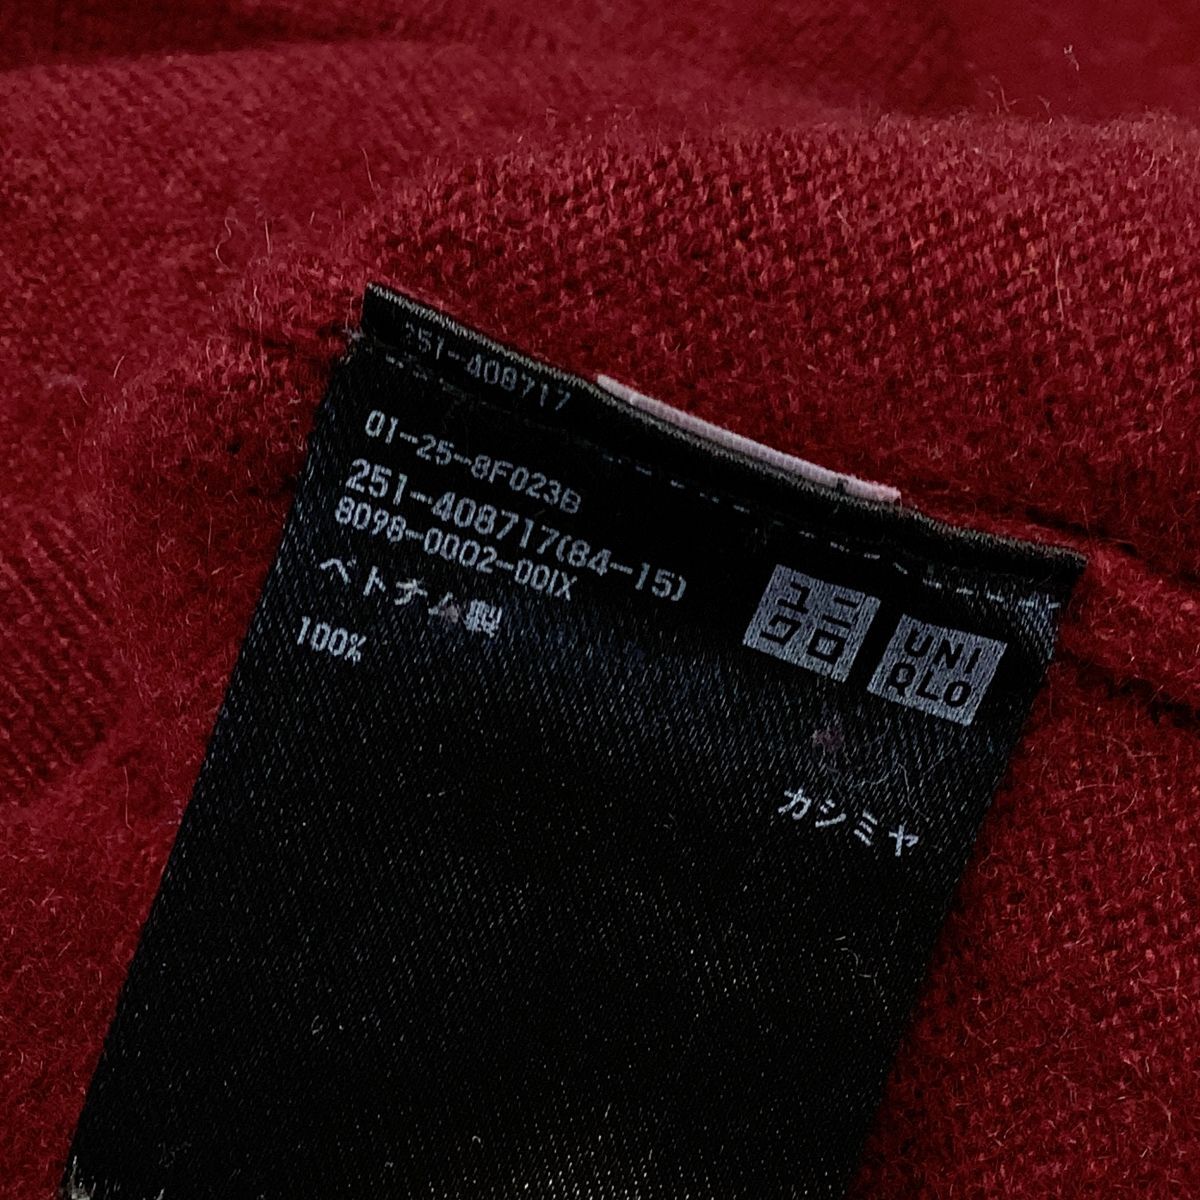 251-408717
01-25-8F023B
251-408717(84-15)
8098-0002-001X
ベトナム製
ユニ
クロ
UNI
QLO
100%
カシミヤ